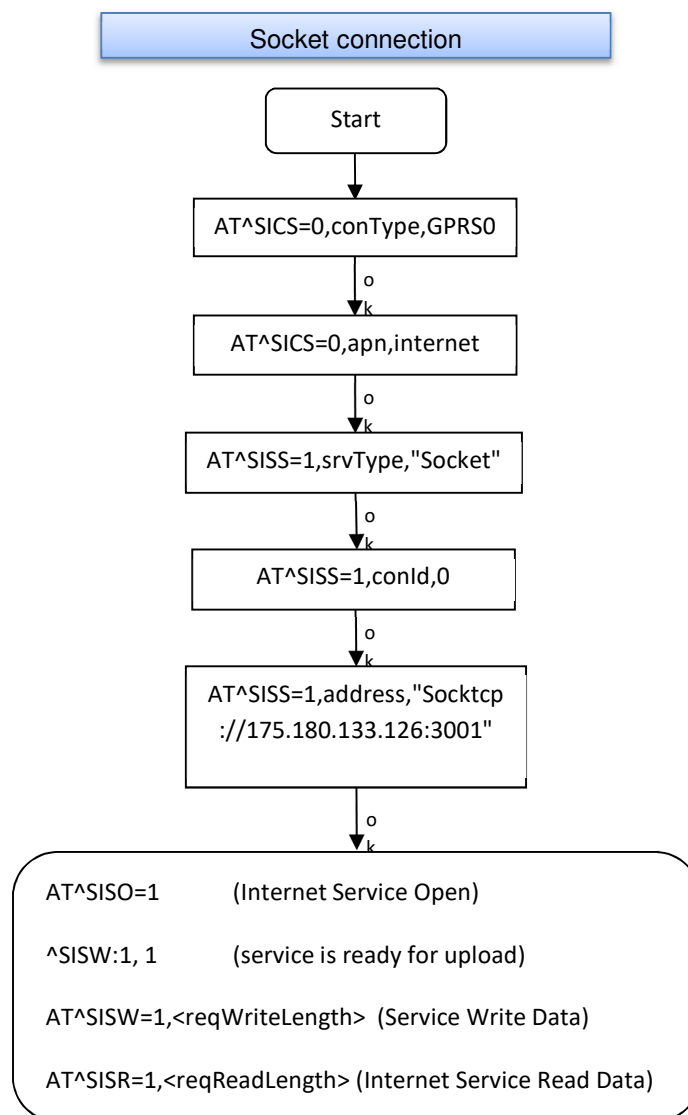 Socket connection
Start
AT^SICS=0,conType,GPRS0
o
k
AT^SICS=0,apn,internet
o
k
AT^SISS=1,srvType,"Socket"
o
k
AT^SISS=1,conId,0
o
k
AT^SISS=1,address,"Socktcp
://175.180.133.126:3001"
o
k
AT^SISO=1 (Internet Service Open)
^SISW:1, 1 (service is ready for upload)
AT^SISW=1,<reqWriteLength> (Service Write Data)
AT^SISR=1,<reqReadLength> (Internet Service Read Data)